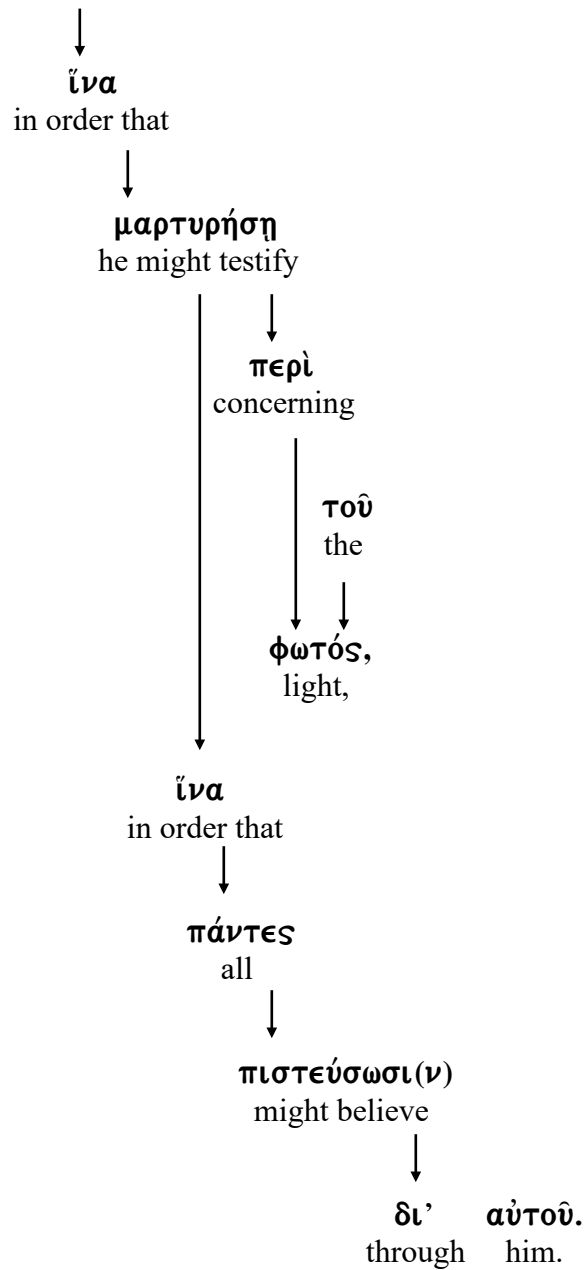 ἵνα
in order that
μαρτυρήσῃ
he might testify
περὶ
concerning
τοῦ
the
φωτός,
light,
ἵνα
in order that
πάντες
all
πιστεύσωσι(ν)
might believe
δι’ αὐτοῦ.
through him.